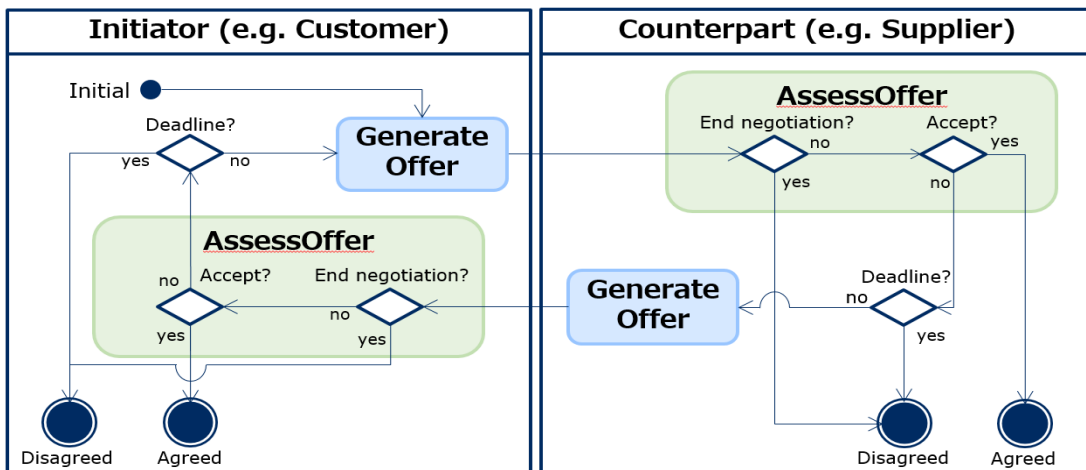 Initiator (e.g. Customer)
Initial
Deadline?
yes
no
Generate
Offer
AssessOffer
no
Accept?
End negotiation?
no
yes
yes
Disagreed
Agreed
Counterpart (e.g. Supplier)
AssessOffer
End negotiation?
Accept?
no
yes
yes
no
Deadline?
no
yes
Generate
Offer
Disagreed
Agreed